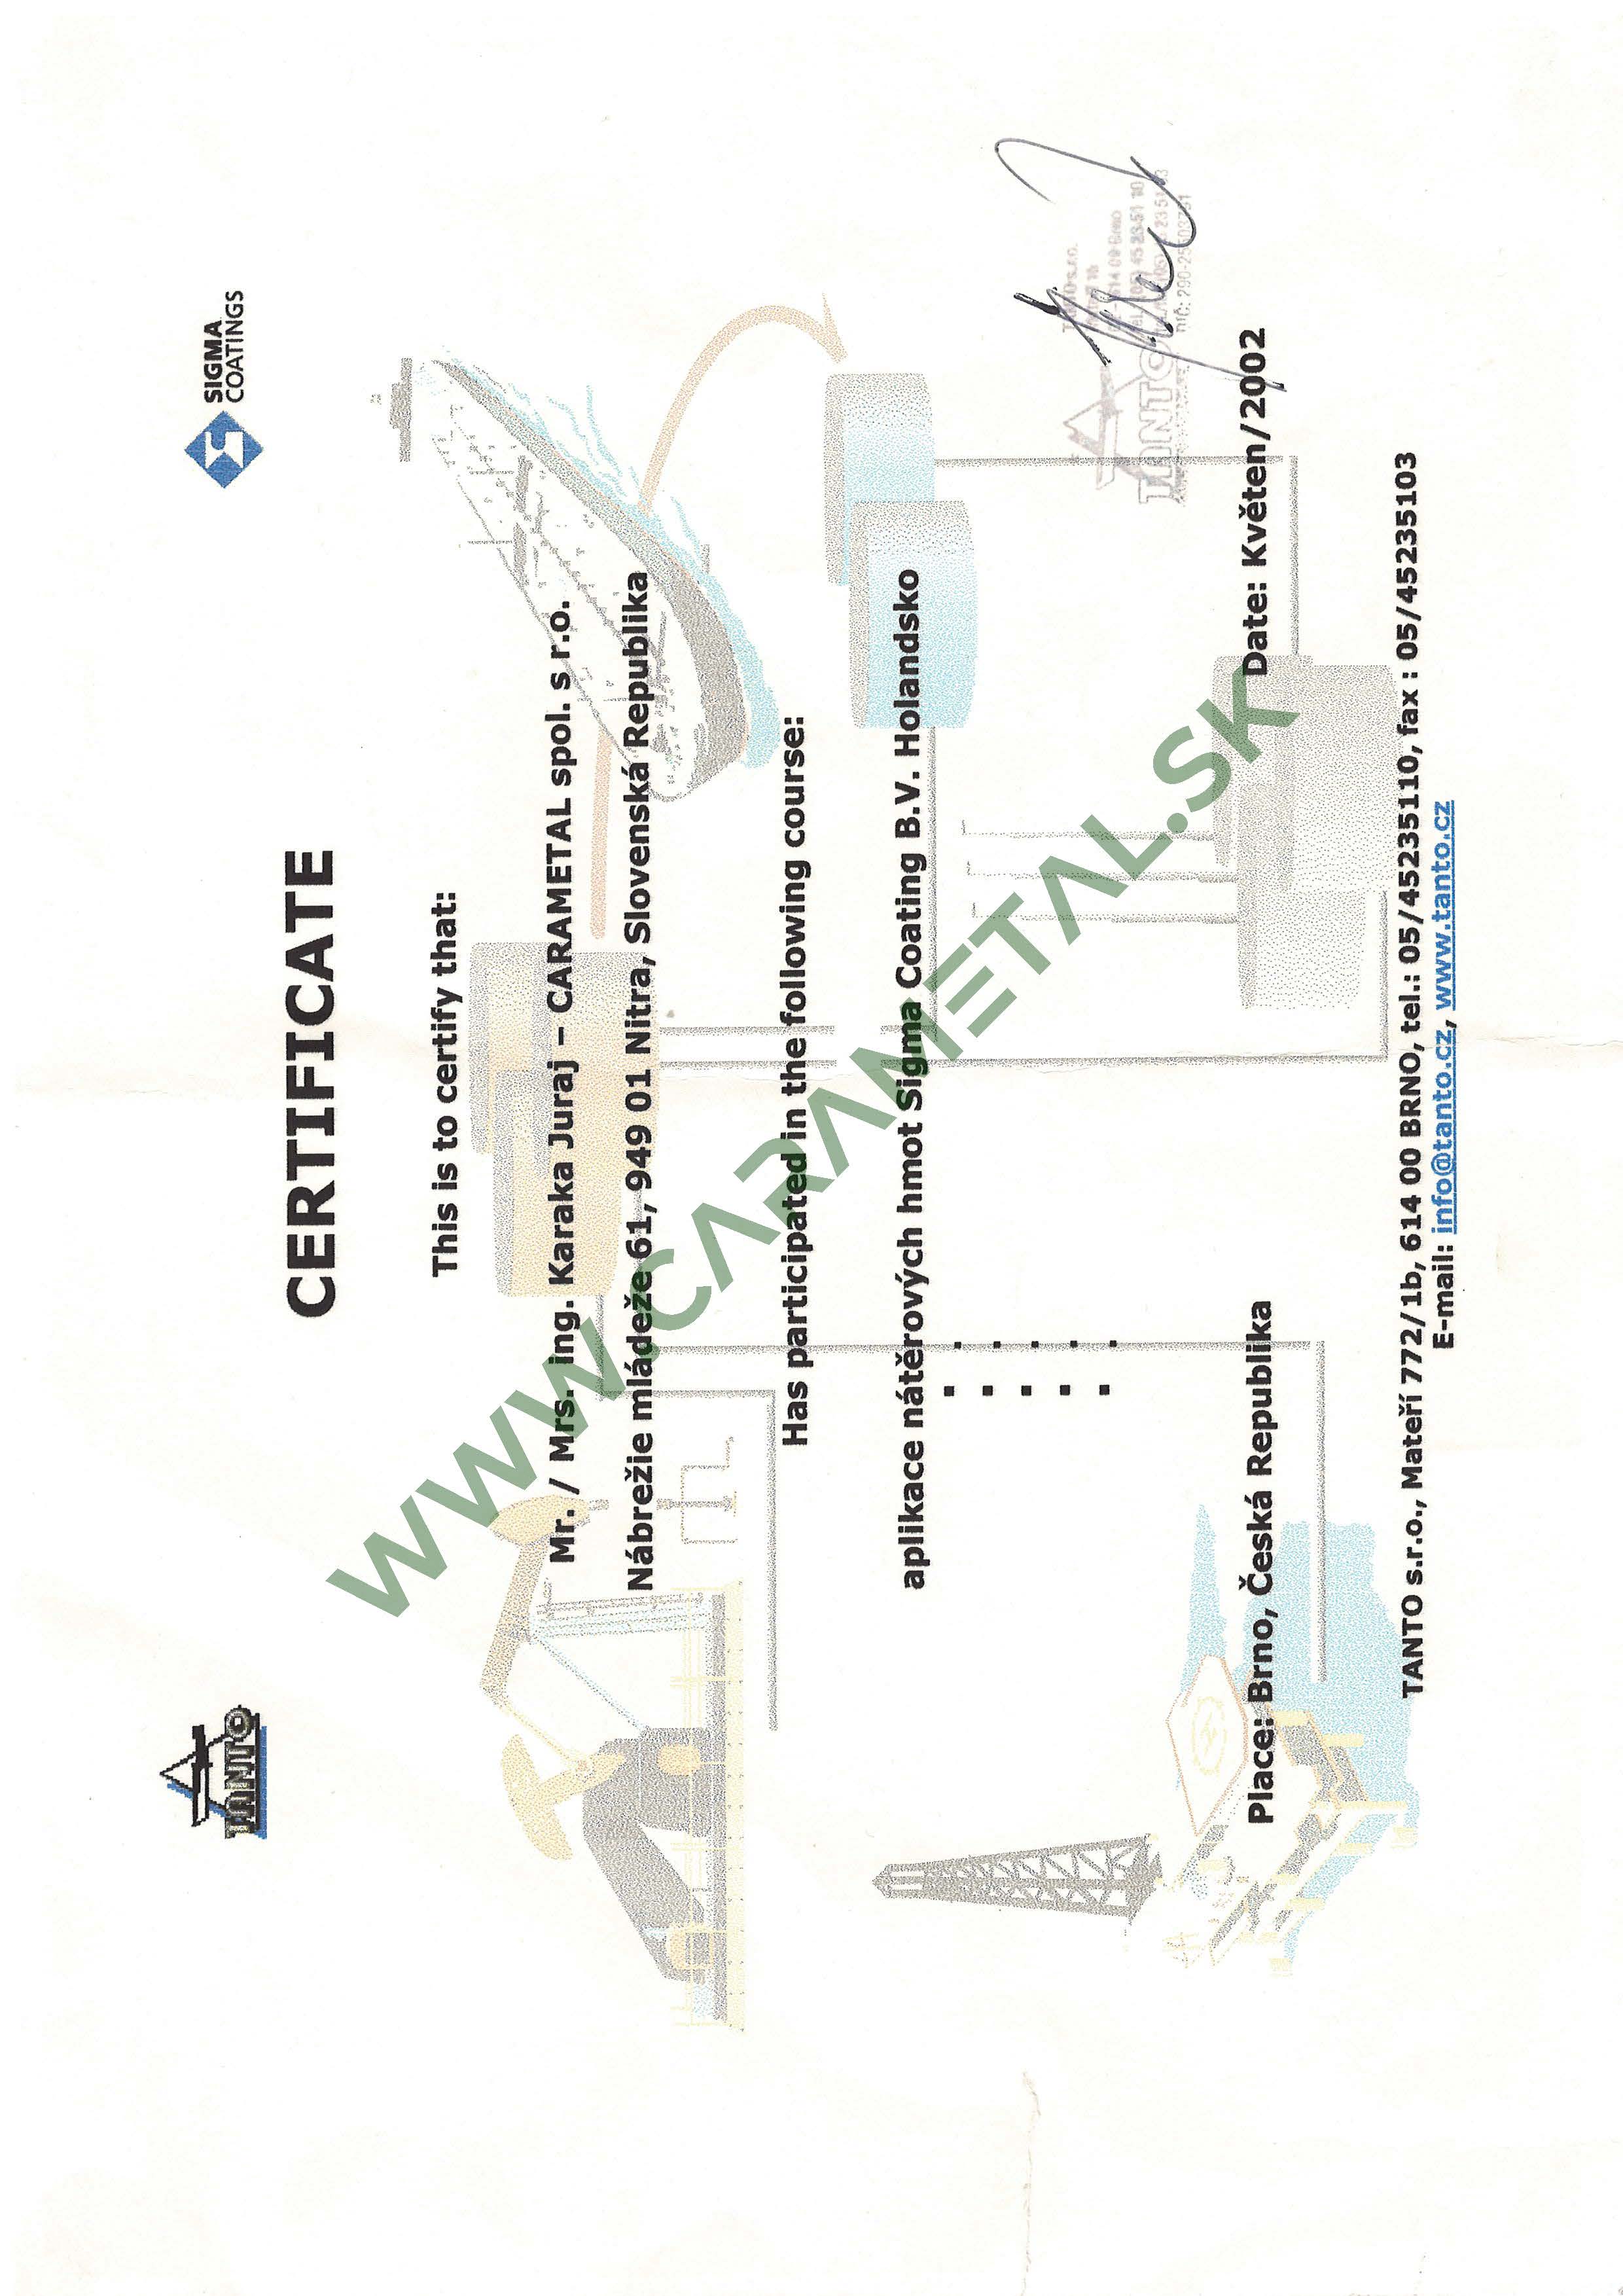 TANTO
SIGMA
COATINGS
CERTIFICATE
This is to certify that:
Mr. / Mrs. ing. Karaka Juraj – CARAMETAL spol. s r.o.
Nábrežie mládeže 61, 949 01 Nitra, Slovenská Republika
Has participated in the following course:
aplikace nátěrových hmot Sigma Coating B.V. Holandsko
WWW.CARAMETAL.SK
TANTO
614 00 Brno
Place: Brno, Česká Republika
Date: Květen/2002
TANTO s.r.o., Mateří 772/1b, 614 00 BRNO, tel.: 05/45235110, fax : 05/45235103
E-mail: info@tanto.cz, www.tanto.cz